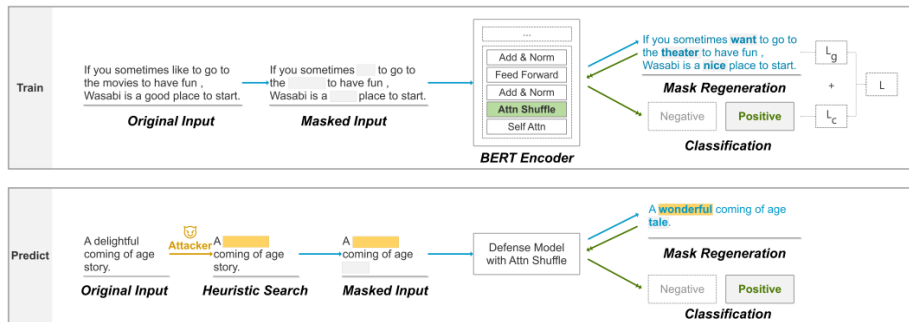 Train
If you sometimes like to go to
the movies to have fun ,
Wasabi is a good place to start.
Original Input
If you sometimes to go to
the to have fun ,
Wasabi is a place to start.
Masked Input
...
Add & Norm
Feed Forward
Add & Norm
Attn Shuffle
Self Attn
BERT Encoder
If you sometimes want to go to
the theater to have fun ,
Wasabi is a nice place to start.
Mask Regeneration
Negative
Positive
Classification
Lg
+
Lc
L
Predict
A delightful
coming of age
story.
Original Input
Attacker
A
coming of age
story.
Heuristic Search
A
coming of age
Masked Input
Defense Model
with Attn Shuffle
A wonderful coming of age
tale.
Mask Regeneration
Negative
Positive
Classification